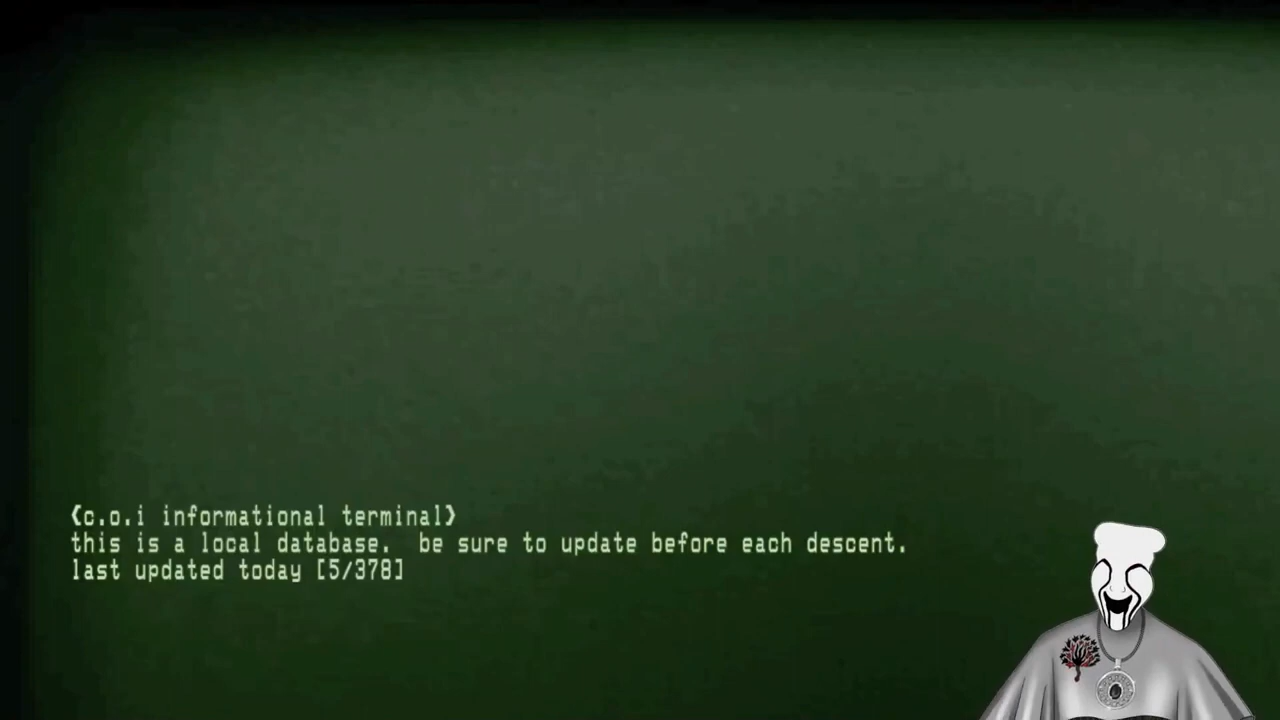 {c.o.i informational terminal}
this is a local database.  be sure to update before each descent.
last updated today [5/378]